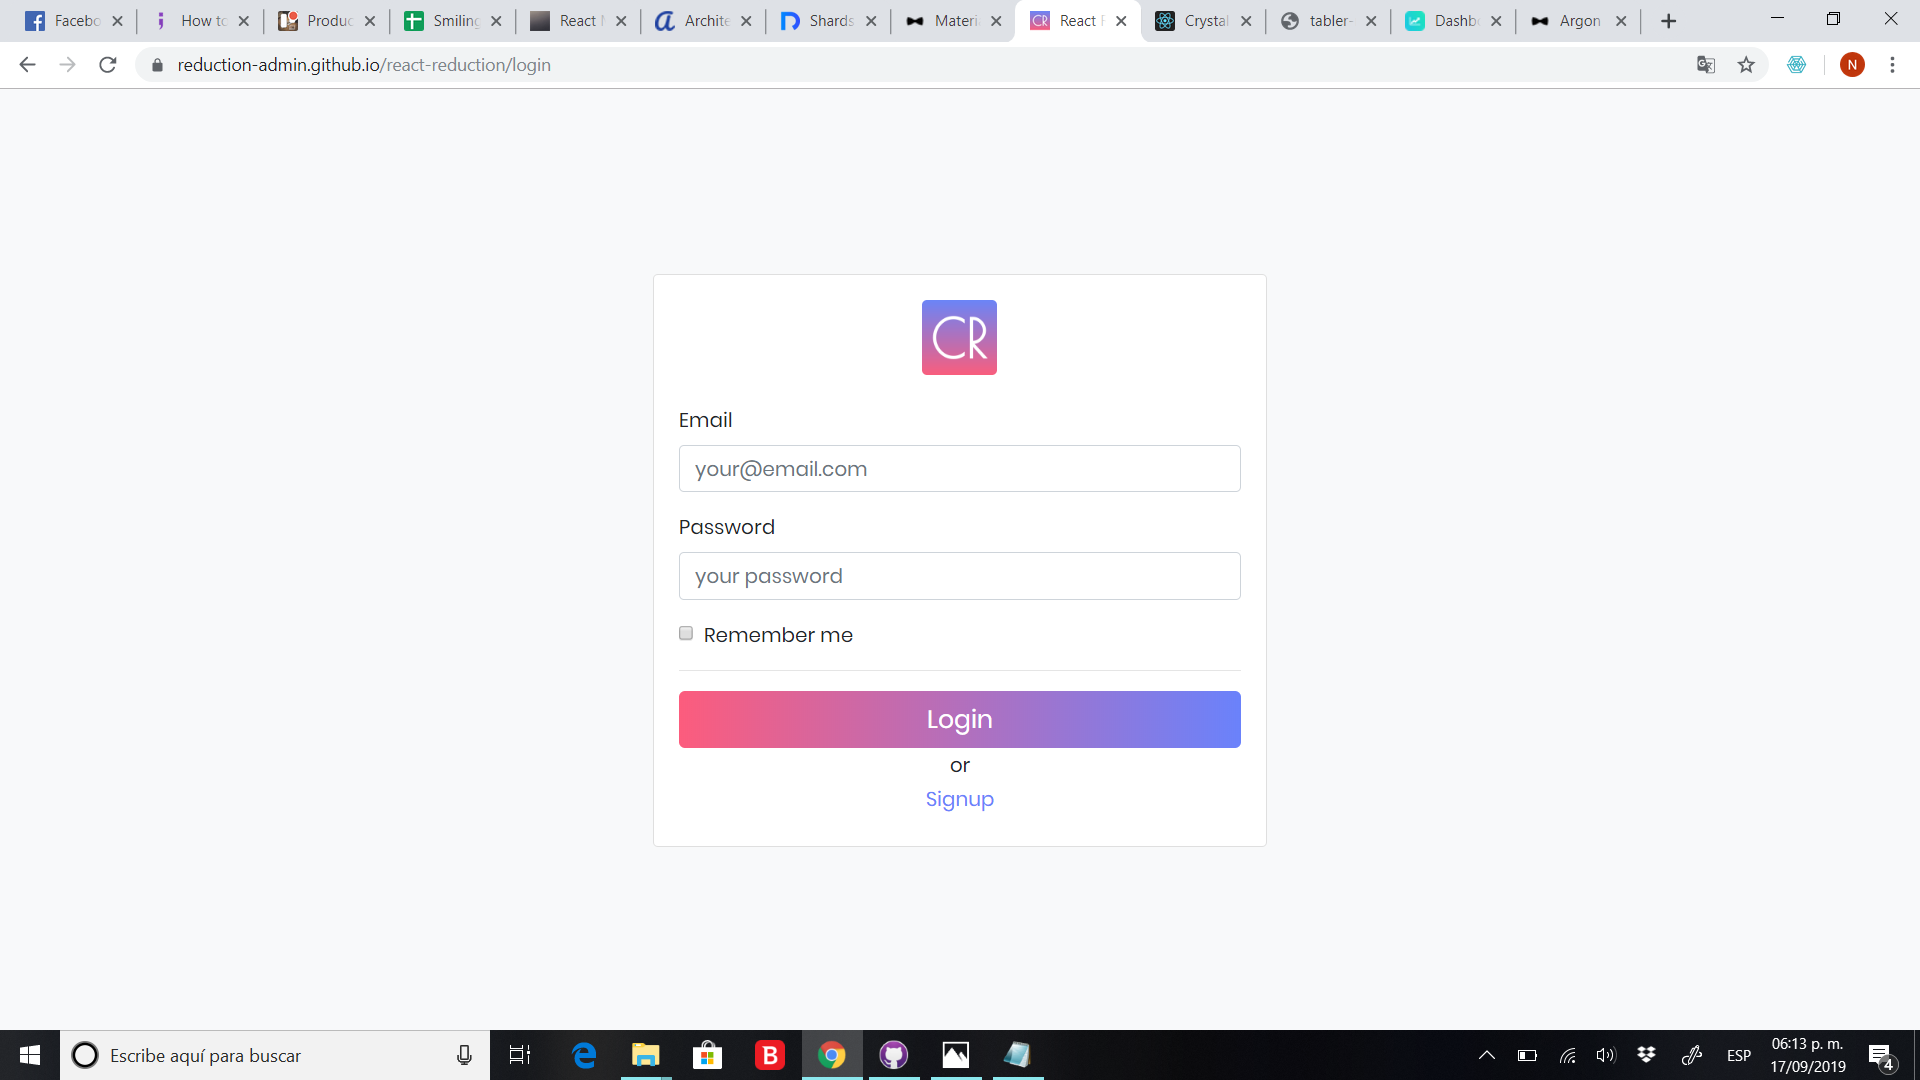 Facebo
How to
Produc
Smiling
React
Archite
Shards
Materi
React
Crystal
tabler-
Dashb
Argon
reduction-admin.github.io/react-reduction/login
N
CR
Email
your@email.com
Password
your password
Remember me
Login
or
Signup
Escribe aquí para buscar
B
ESP
06:13 p. m.
17/09/2019
4